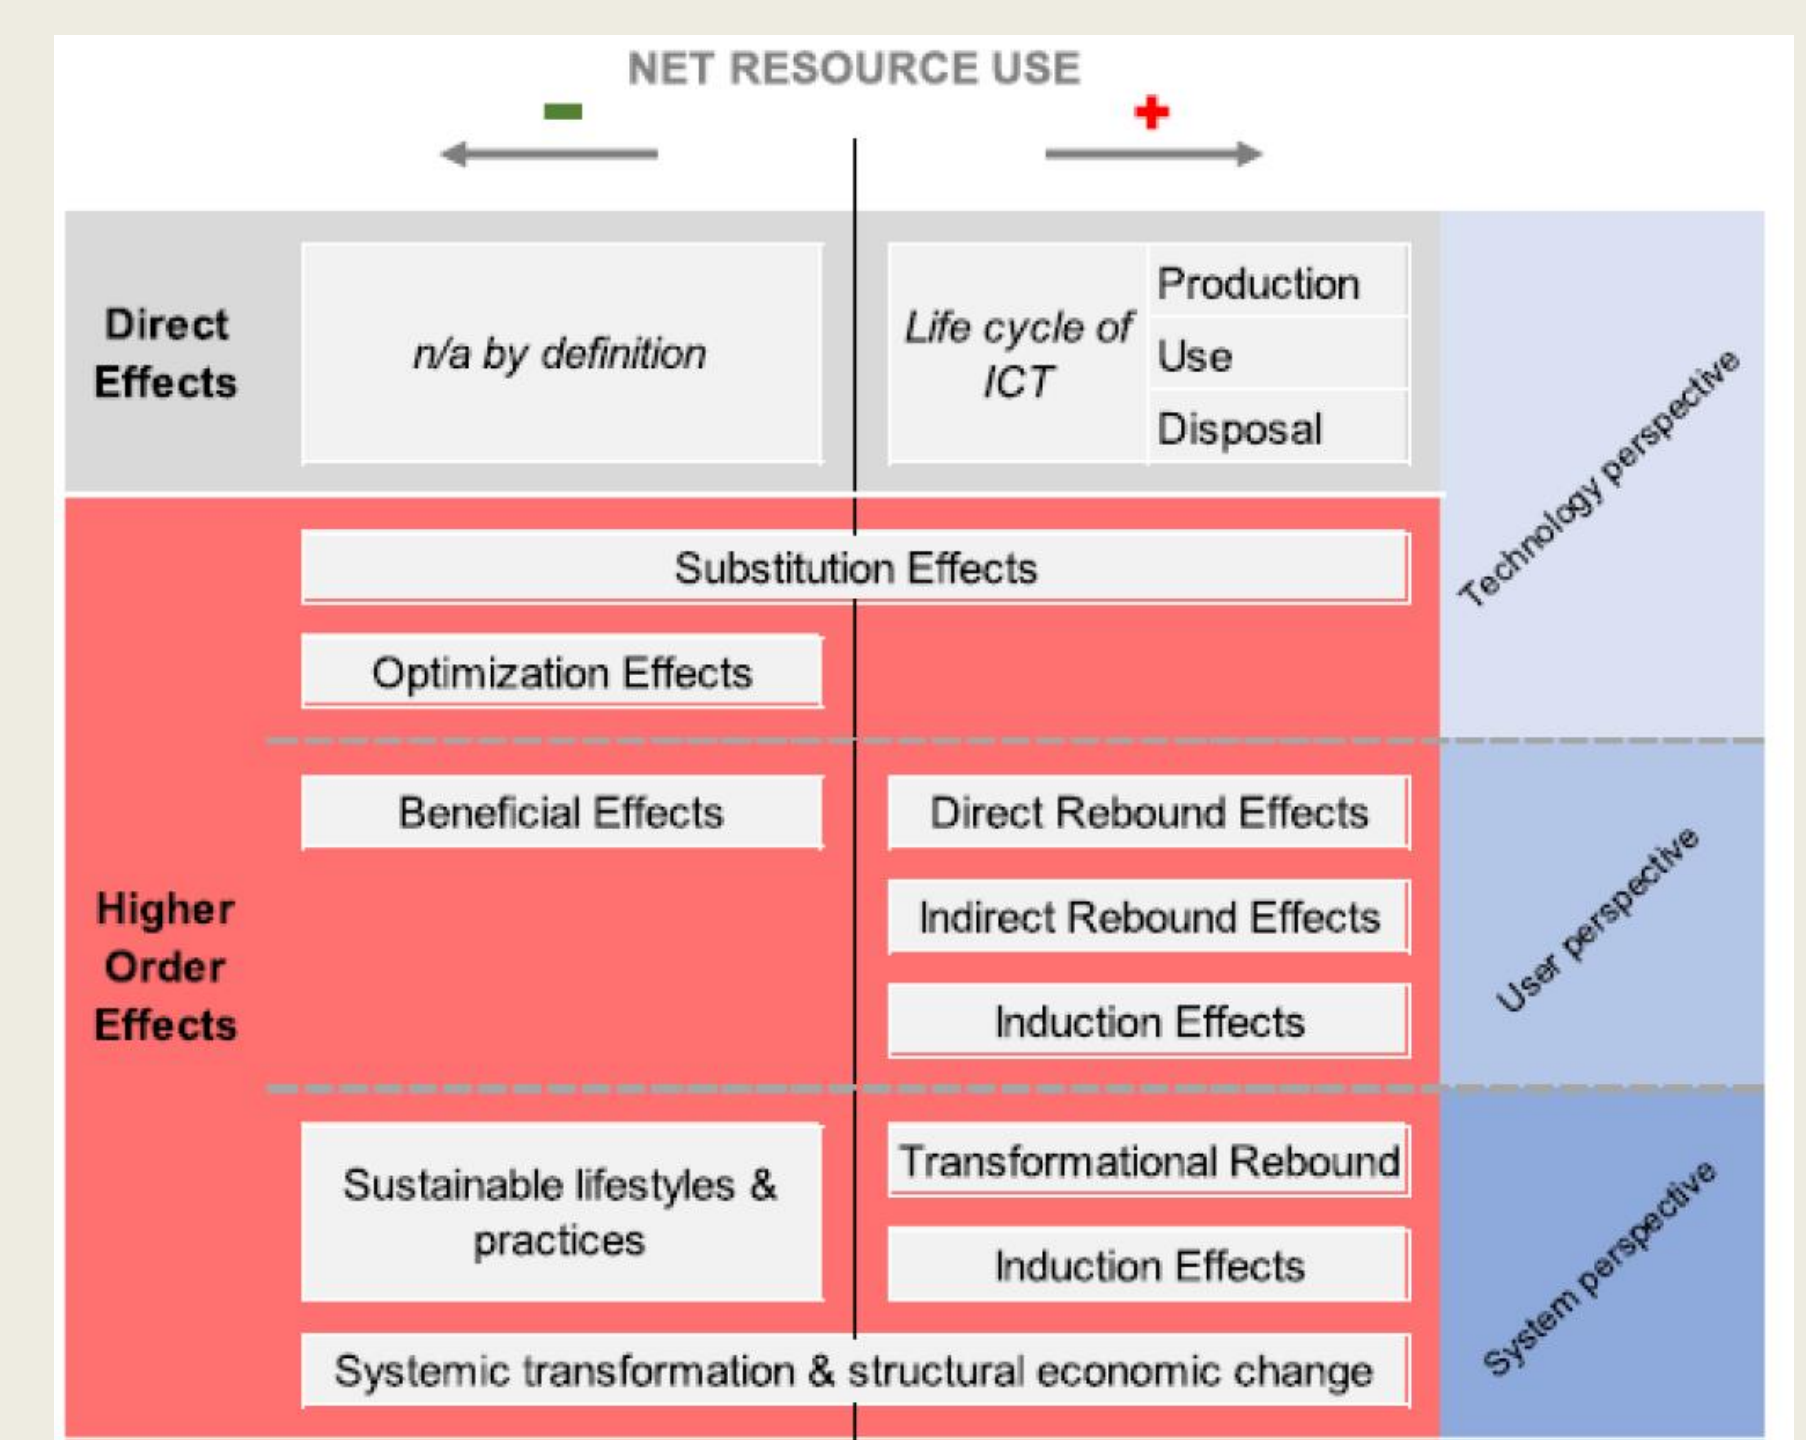 NET RESOURCE USE
- +
Direct
Effects
n/a by definition
Life cycle of
ICT
Production
Use
Disposal
Technology perspective
Substitution Effects
Optimization Effects
Higher
Order
Effects
Beneficial Effects
Direct Rebound Effects
Indirect Rebound Effects
Induction Effects
User perspective
Sustainable lifestyles &
practices
Transformational Rebound
Induction Effects
Systemic transformation & structural economic change
System perspective